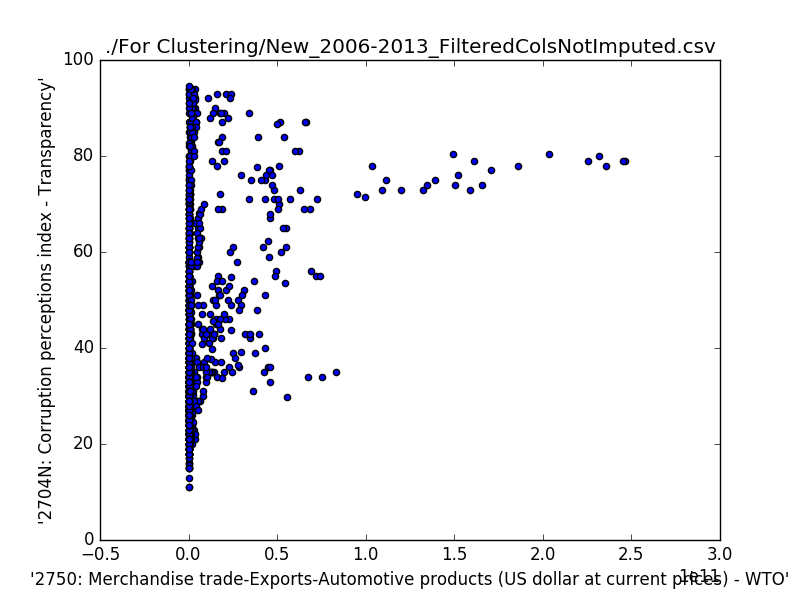 ./For Clustering/New_2006-2013_FilteredColsNotImputed.csv
100
80
60
40
20
0
'2704N: Corruption perceptions index - Transparency'
−0.5 0.0 0.5 1.0 1.5 2.0 2.5 3.0
1e11
'2750: Merchandise trade-Exports-Automotive products (US dollar at current prices) - WTO'